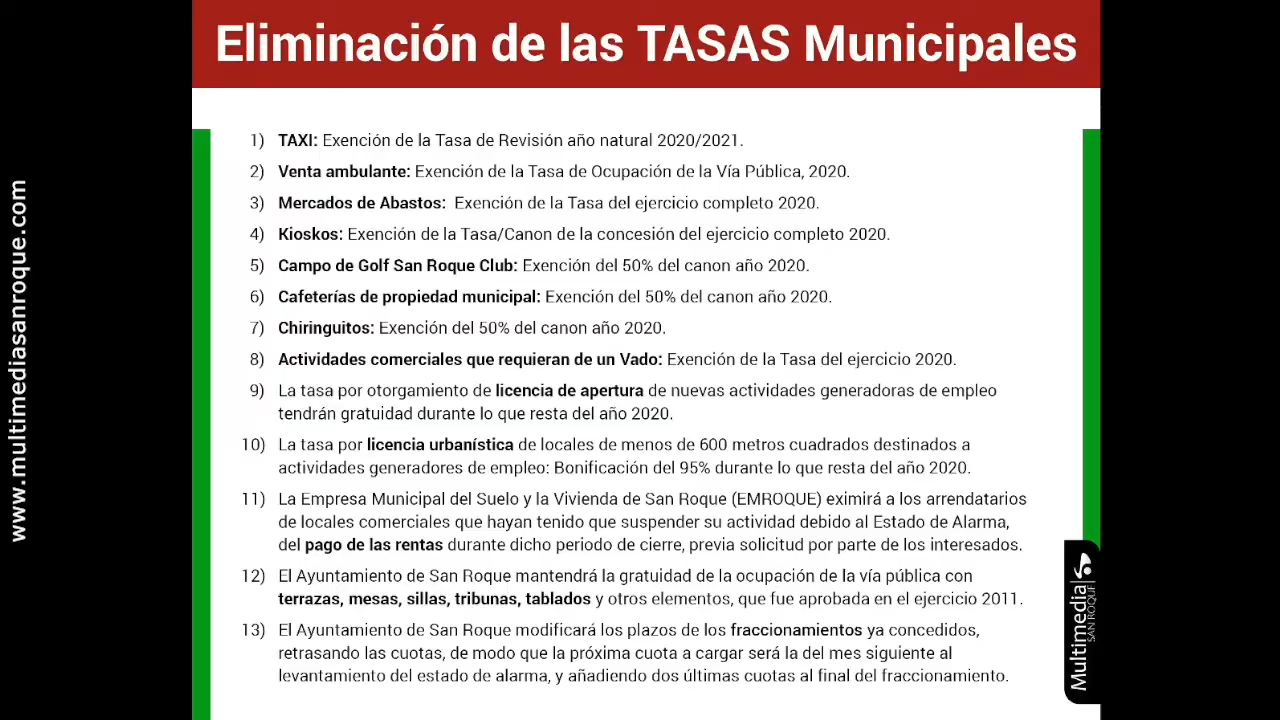 Eliminación de las TASAS Municipales
1) TAXI: Exención de la Tasa de Revisión año natural 2020/2021.
2) Venta ambulante: Exención de la Tasa de Ocupación de la Vía Pública, 2020.
3) Mercados de Abastos: Exención de la Tasa del ejercicio completo 2020.
4) Kioskos: Exención de la Tasa/Canon de la concesión del ejercicio completo 2020.
5) Campo de Golf San Roque Club: Exención del 50% del canon año 2020.
6) Cafeterías de propiedad municipal: Exención del 50% del canon año 2020.
7) Chiringuitos: Exención del 50% del canon año 2020.
8) Actividades comerciales que requieran de un Vado: Exención de la Tasa del ejercicio 2020.
9) La tasa por otorgamiento de licencia de apertura de nuevas actividades generadoras de empleo
tendrán gratuidad durante lo que resta del año 2020.
10) La tasa por licencia urbanística de locales de menos de 600 metros cuadrados destinados a
actividades generadores de empleo: Bonificación del 95% durante lo que resta del año 2020.
11) La Empresa Municipal del Suelo y la Vivienda de San Roque (EMROQUE) eximirá a los arrendatarios
de locales comerciales que hayan tenido que suspender su actividad debido al Estado de Alarma,
del pago de las rentas durante dicho periodo de cierre, previa solicitud por parte de los interesados.
12) El Ayuntamiento de San Roque mantendrá la gratuidad de la ocupación de la vía pública con
terrazas, mesas, sillas, tribunas, tablados y otros elementos, que fue aprobada en el ejercicio 2011.
13) El Ayuntamiento de San Roque modificará los plazos de los fraccionamientos ya concedidos,
retrasando las cuotas, de modo que la próxima cuota a cargar será la del mes siguiente al
levantamiento del estado de alarma, y añadiendo dos últimas cuotas al final del fraccionamiento.
www.multimediasanroque.com
Multimedia
SAN ROQUE